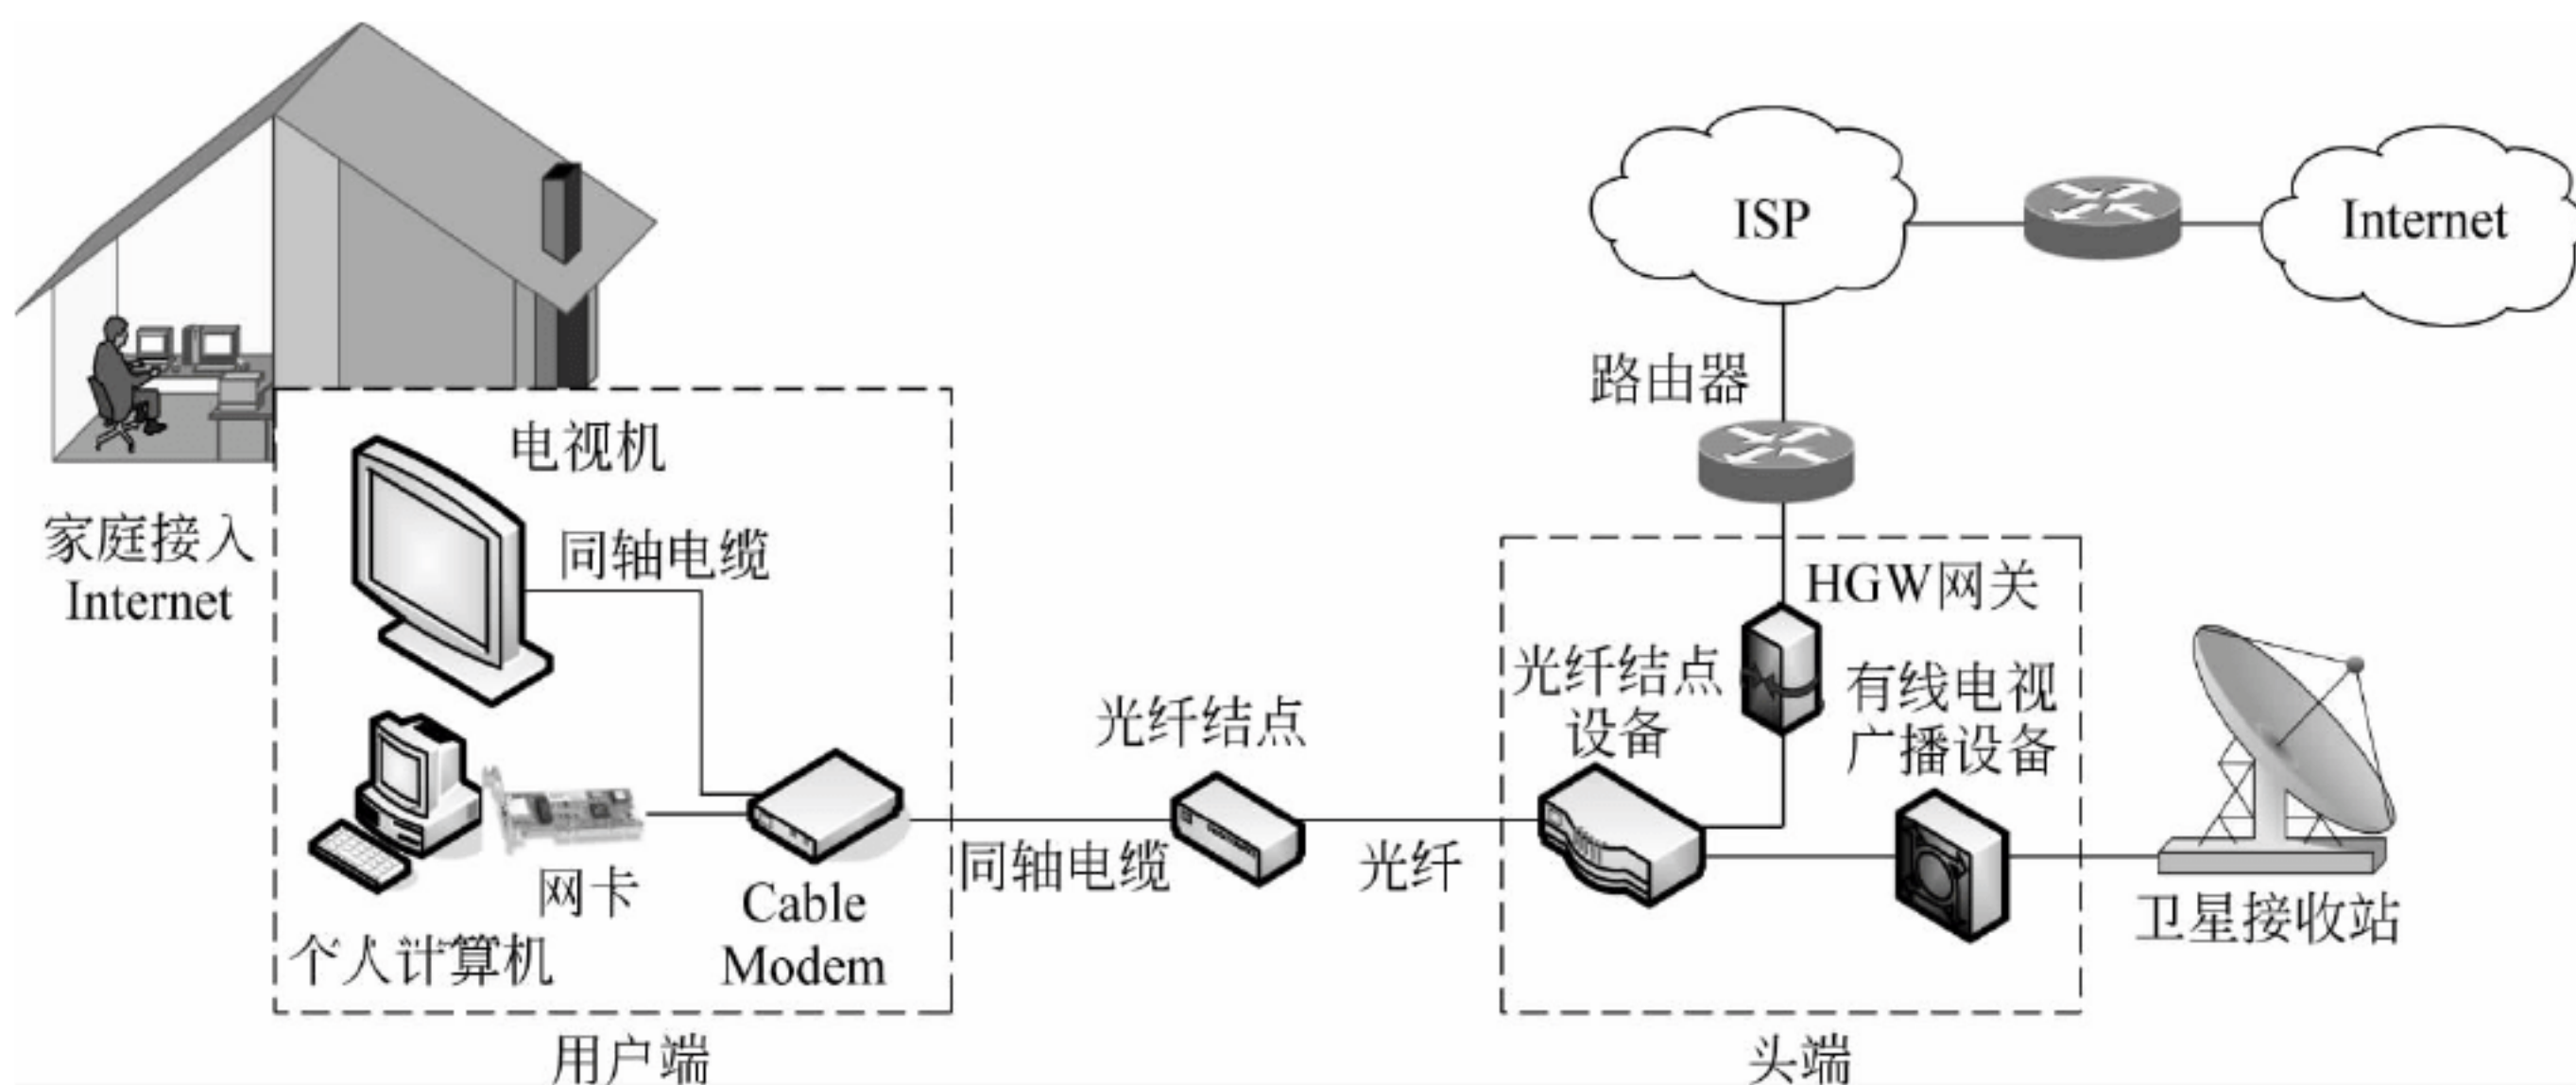 ISP
Internet
路由器
电视机
同轴电缆
家庭接入
Internet
HGW网关
光纤结点
设备
有线电视
广播设备
光纤结点
同轴电缆
光纤
网卡
Cable
Modem
个人计算机
卫星接收站
用户端
头端